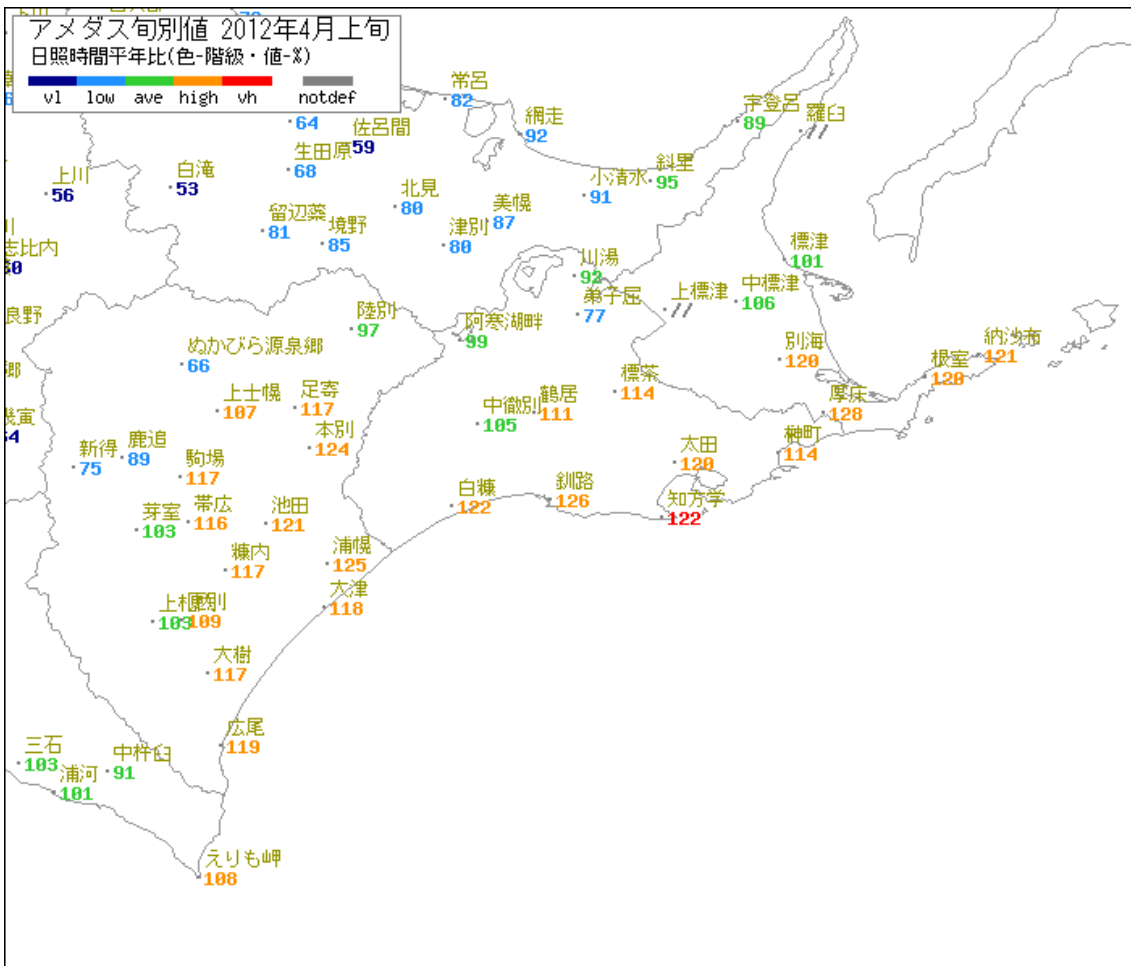 アメダス旬別値 2012年4月上旬
日照時間平年比(色-階級・値-%)
vl low ave high vh notdef
常呂
82
網走
92
宇登呂
89
羅臼
//
64
佐呂間
59
生田原
68
上川
56
白滝
53
北見
80
小清水
91
斜里
95
留辺蘂
81
境野
85
美幌
87
津別
80
志比内
標津
101
川湯
92
弟子屈
77
上標津
//
中標津
106
陸別
97
阿寒湖畔
99
ぬかびら源泉郷
66
別海
120
納沙布
121
根室
120
上士幌
107
足寄
117
標茶
114
鶴居
111
中徹別
105
厚床
128
本別
124
新得
75
鹿追
89
駒場
117
太田
120
榊町
114
白糠
122
釧路
126
知方学
122
芽室
103
帯広
116
池田
121
糠内
117
浦幌
125
大津
118
103
109
大樹
117
広尾
119
三石
103
浦河
101
中杵臼
91
えりも岬
108